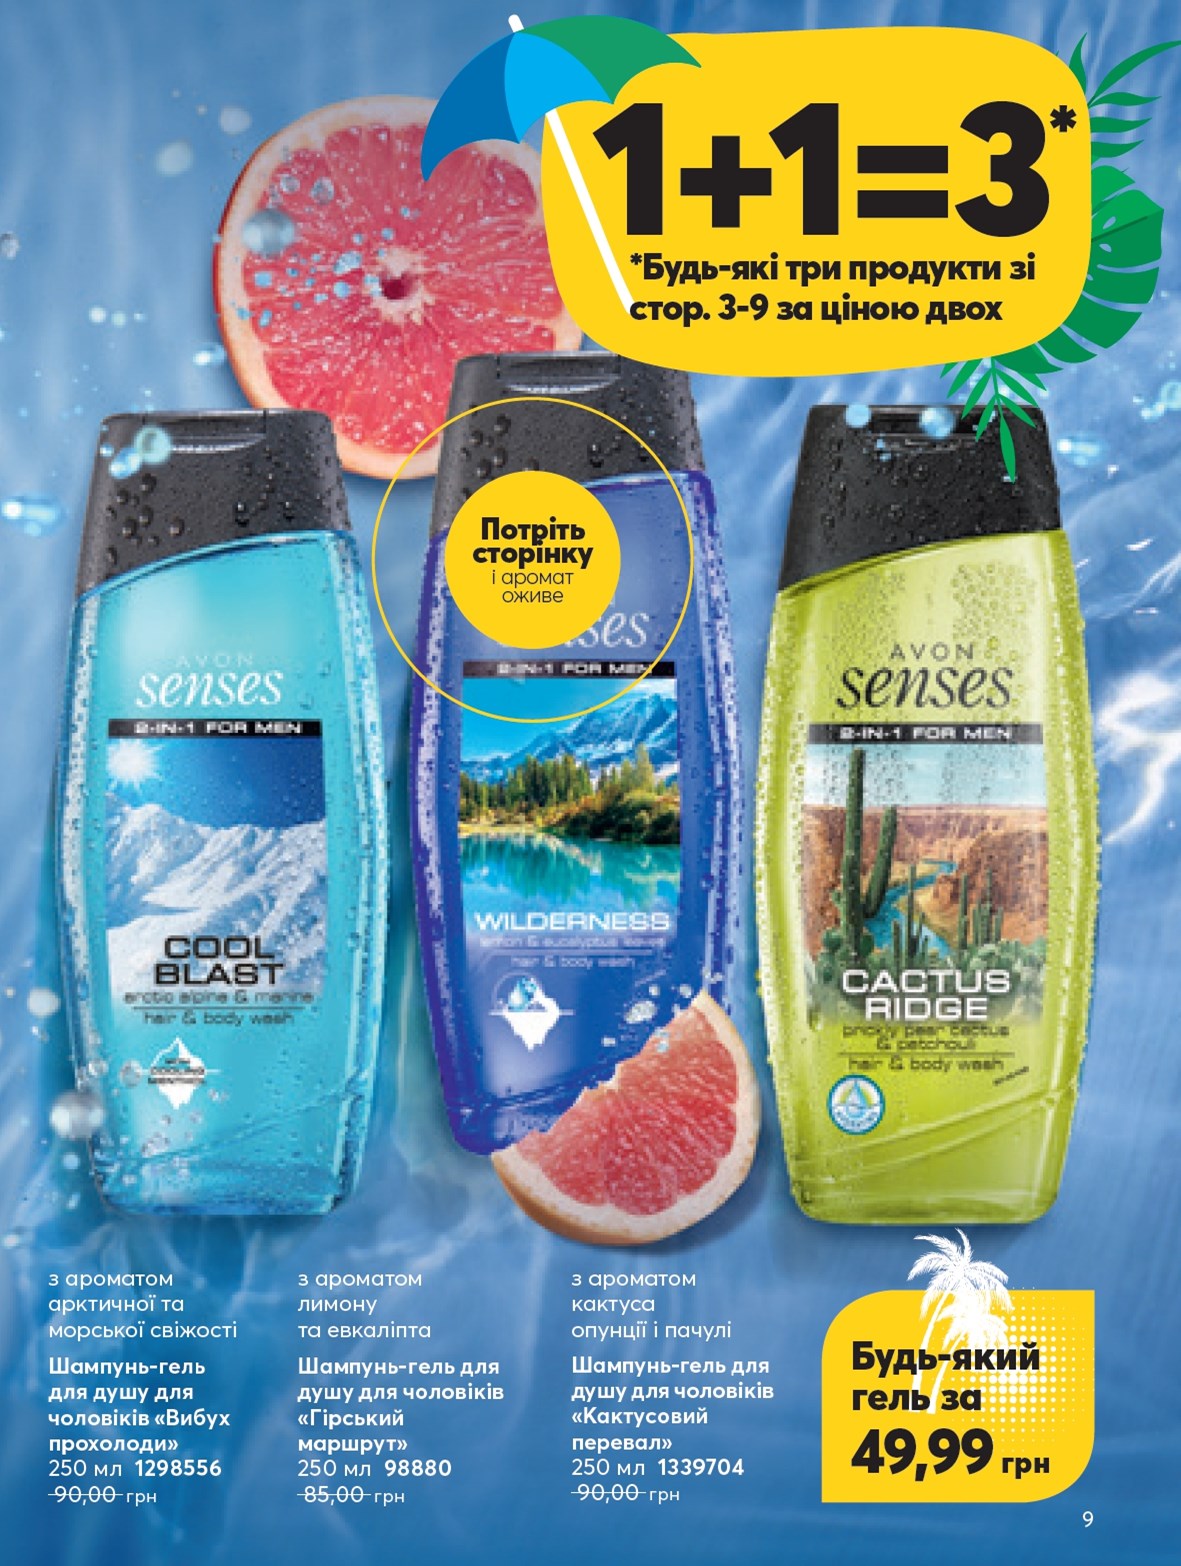 1+1=3*
*Будь-які три продукти зі
стор. 3-9 за ціною двох
Потріть
сторінку
і аромат
оживе
AVON
senses
2-IN-1 FOR MEN
COOL
BLAST
arctic alpine & marine
hair & body wash
2-IN-1 FOR MEN
WILDERNESS
lemon & eucalyptus leaves
hair & body wash
AVON
senses
2-IN-1 FOR MEN
CACTUS
RIDGE
prickly pear cactus
& patchouli
hair & body wash
з ароматом
арктичної та
морської свіжості
Шампунь-гель
для душу для
чоловіків «Вибух
прохолоди»
250 мл 1298556
90,00 грн
з ароматом
лимону
та евкаліпта
Шампунь-гель для
душу для чоловіків
«Гірський
маршрут»
250 мл 98880
85,00 грн
з ароматом
кактуса
опунції і пачулі
Шампунь-гель для
душу для чоловіків
«Кактусовий
перевал»
250 мл 1339704
90,00 грн
Будь-який
гель за
49,99 грн
9